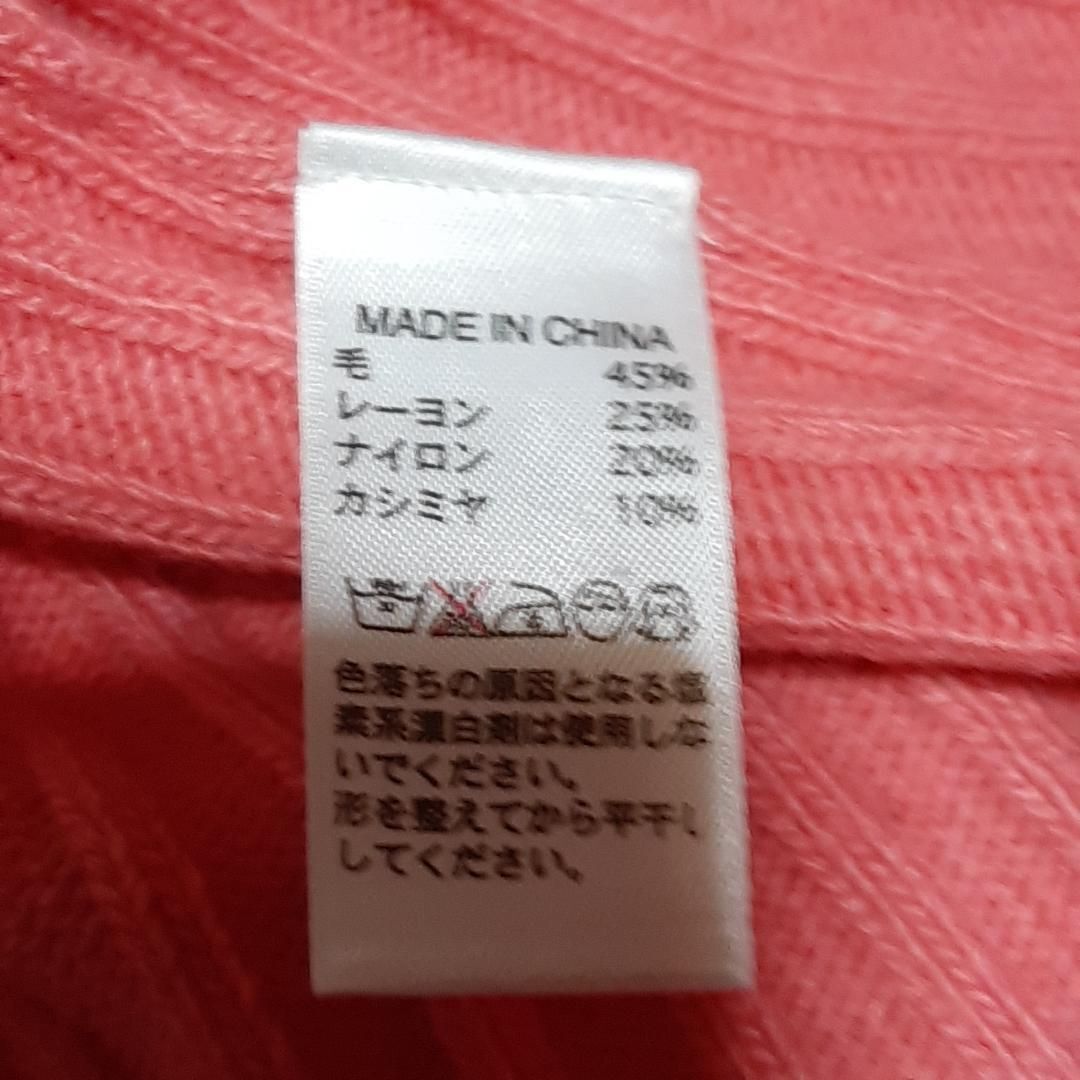 MADE IN CHINA
毛 45%
レーヨン 25%
ナイロン 20%
カシミヤ 10%
色落ちの原因となる塩
素系漂白剤は使用しな
いでください。
形を整えてから平干し
してください。